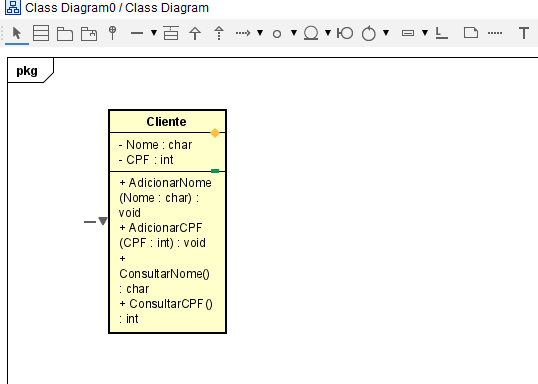 Class Diagram0 / Class Diagram
T
pkg
Cliente
- Nome : char
- CPF : int
+ AdicionarNome
(Nome : char) :
void
+ AdicionarCPF
(CPF : int) : void
+
ConsultarNome()
: char
+ ConsultarCPF()
: int